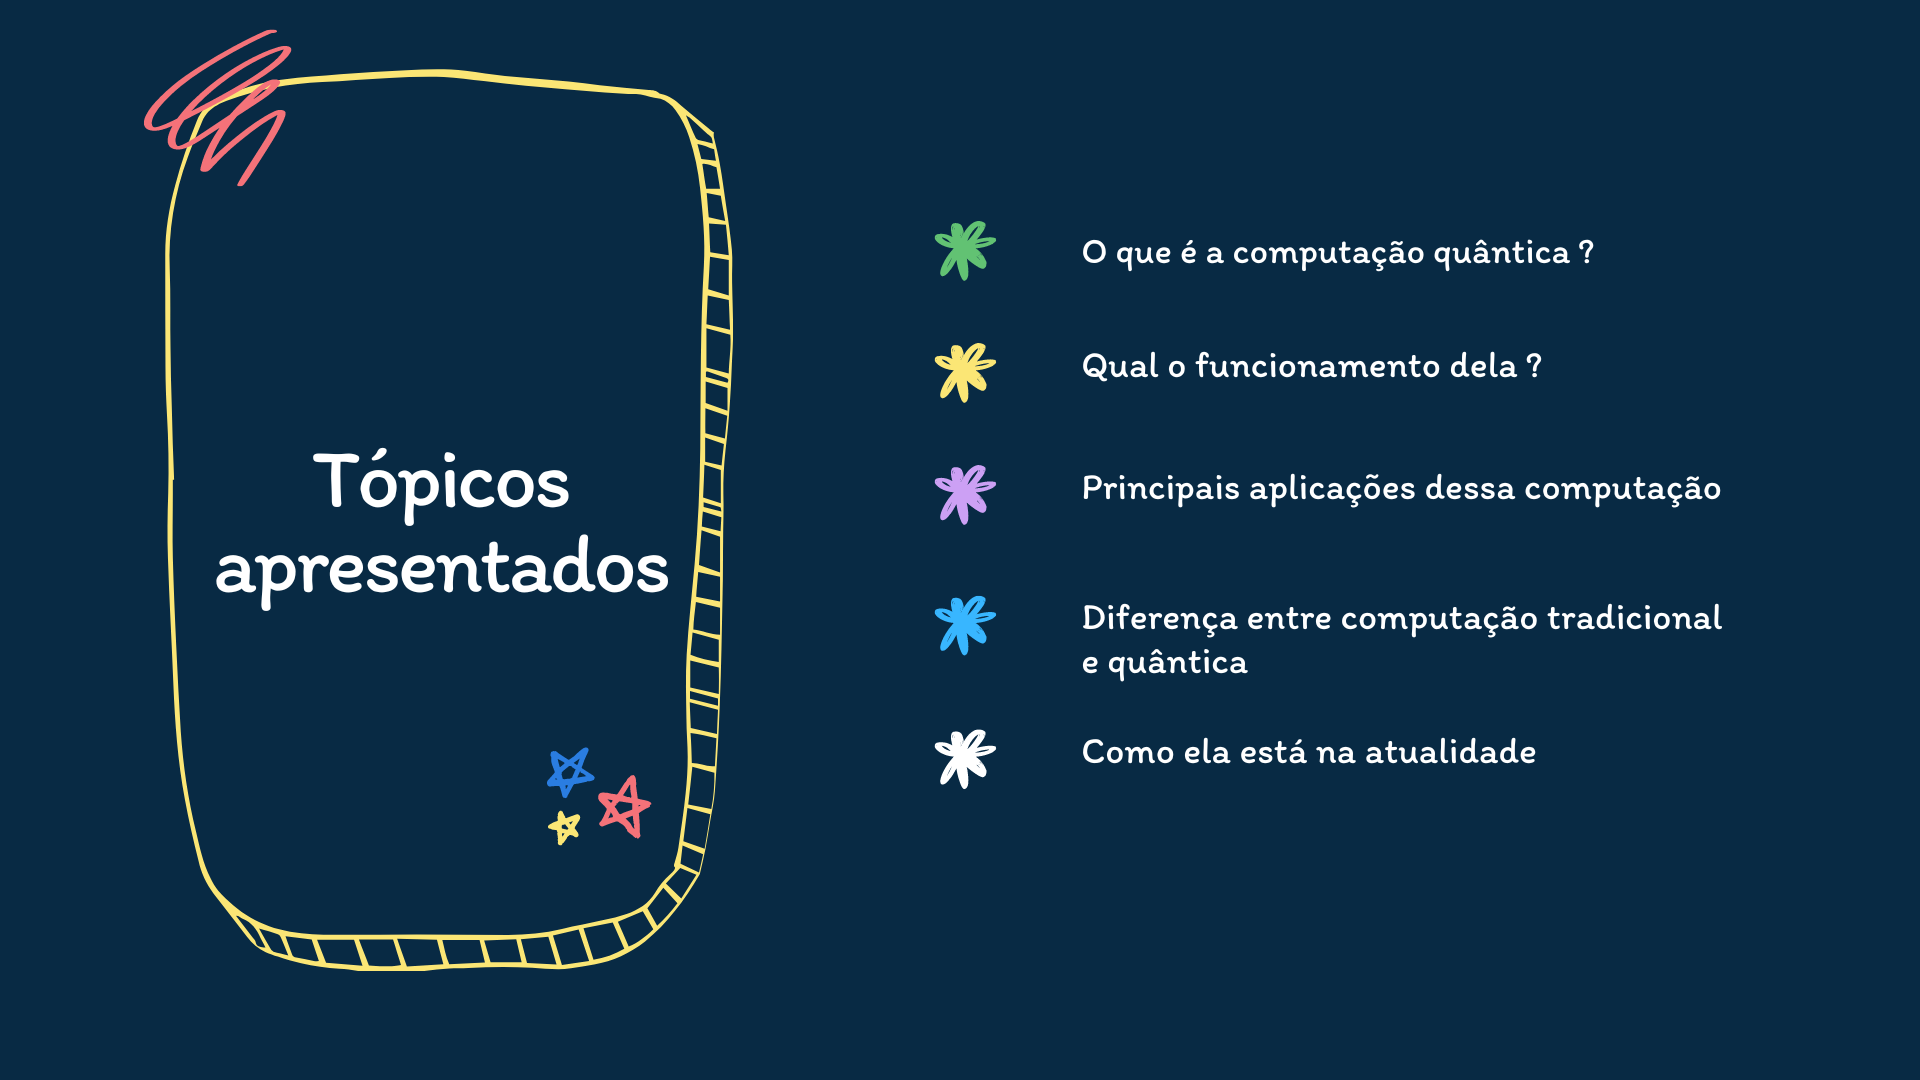 Tópicos
apresentados
O que é a computação quântica ?
Qual o funcionamento dela ?
Principais aplicações dessa computação
Diferença entre computação tradicional
e quântica
Como ela está na atualidade